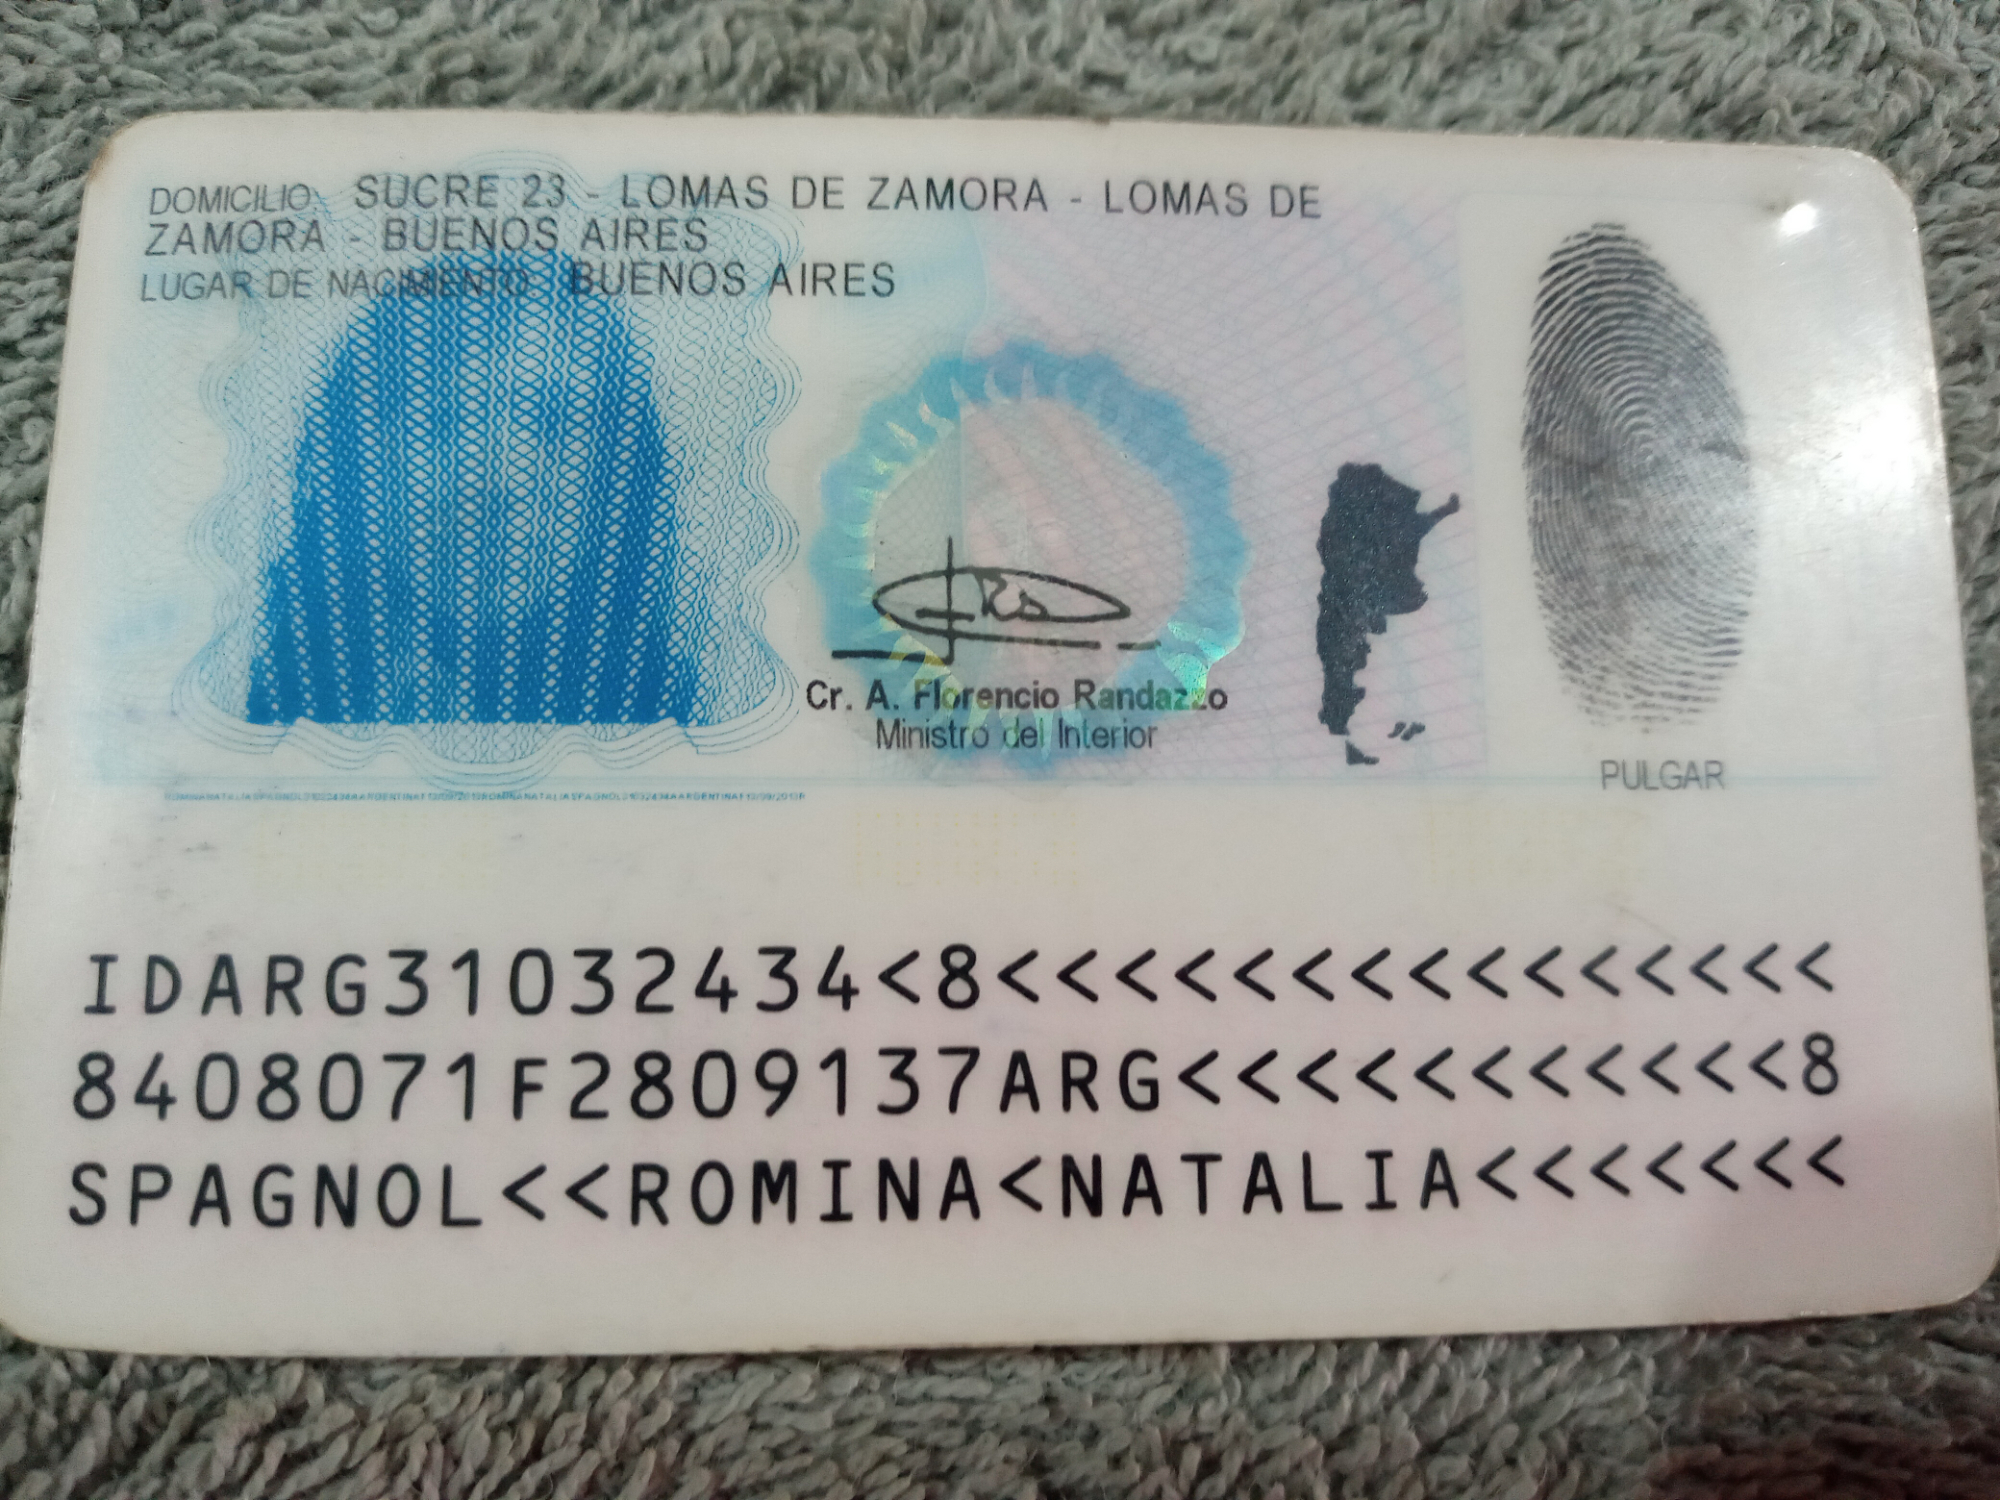 DOMICILIO: SUCRE 23 - LOMAS DE ZAMORA - LOMAS DE
ZAMORA - BUENOS AIRES
LUGAR DE NACIMIENTO BUENOS AIRES
Cr. A. Florencio Randazzo
Ministro del Interior
PULGAR
IDARG31032434<8<<<<<<<<<<<<<<<
8408071F2809137ARG<<<<<<<<<<<8
SPAGNOL<<ROMINA<NATALIA<<<<<<<